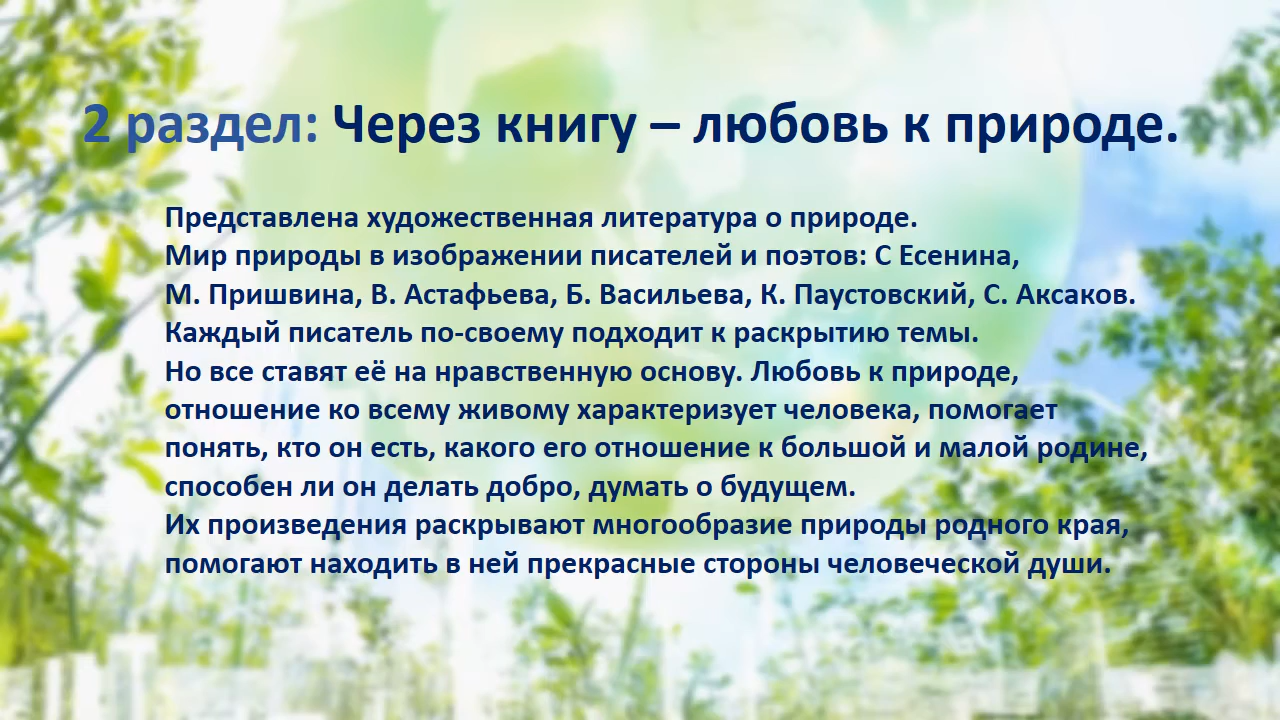 2 раздел: Через книгу – любовь к природе.
Представлена художественная литература о природе.
Мир природы в изображении писателей и поэтов: С Есенина,
М. Пришвина, В. Астафьева, Б. Васильева, К. Паустовский, С. Аксаков.
Каждый писатель по-своему подходит к раскрытию темы.
Но все ставят её на нравственную основу. Любовь к природе,
отношение ко всему живому характеризует человека, помогает
понять, кто он есть, какого его отношение к большой и малой родине,
способен ли он делать добро, думать о будущем.
Их произведения раскрывают многообразие природы родного края,
помогают находить в ней прекрасные стороны человеческой души.